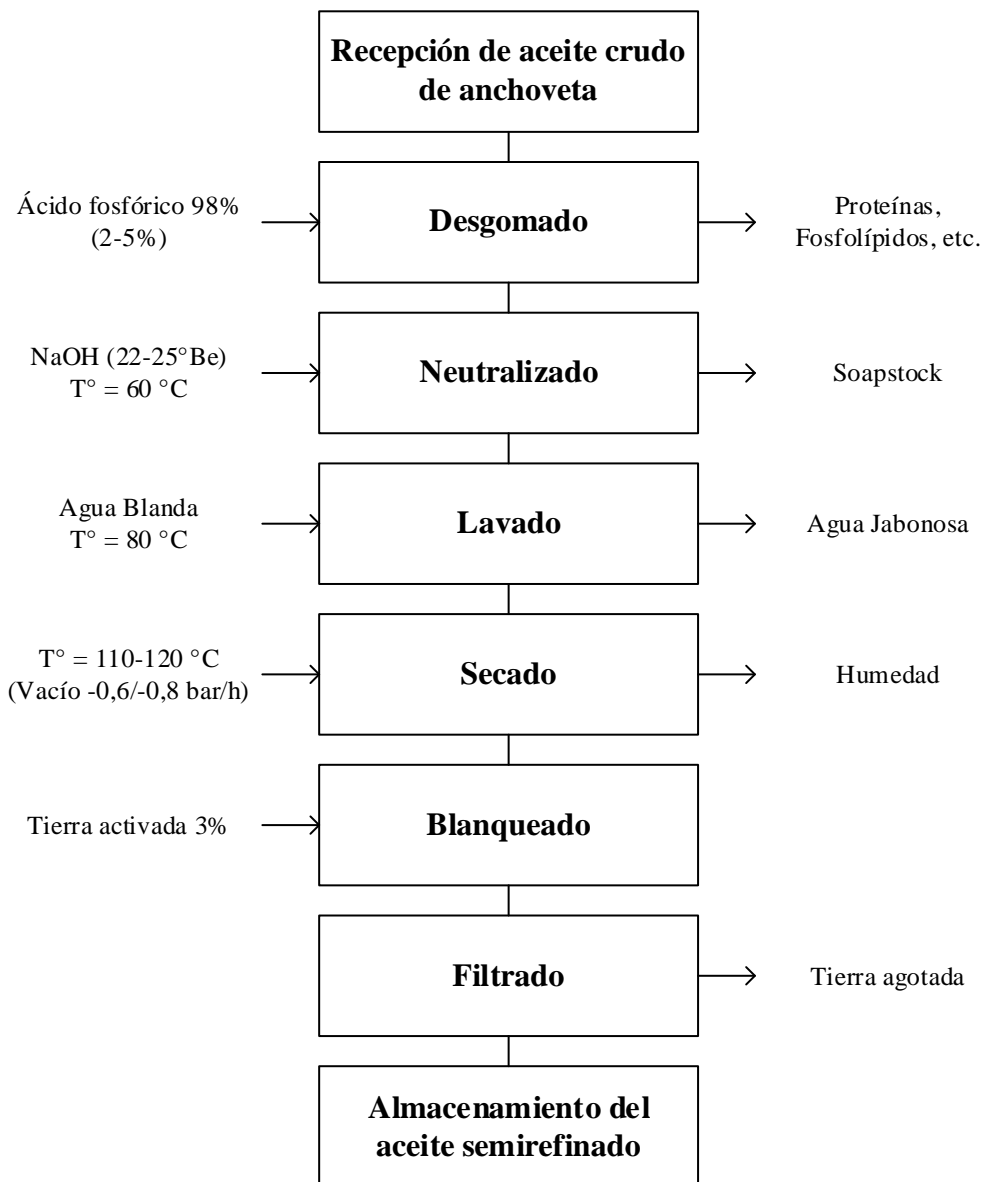 Recepción de aceite crudo
de anchoveta
Ácido fosfórico 98%
(2-5%)
Desgomado
Proteínas,
Fosfolípidos, etc.
NaOH (22-25°Be)
T° = 60 °C
Neutralizado
Soapstock
Agua Blanda
T° = 80 °C
Lavado
Agua Jabonosa
T° = 110-120 °C
(Vacío -0,6/-0,8 bar/h)
Secado
Humedad
Tierra activada 3%
Blanqueado
Filtrado
Tierra agotada
Almacenamiento del
aceite semirefinado